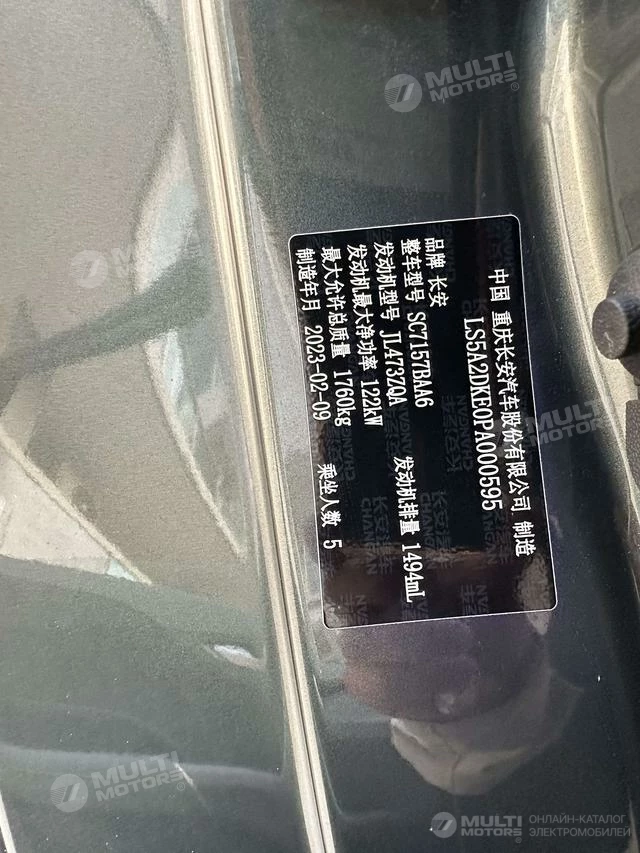 中国 重庆长安汽车股份有限公司 制造
LS5A2DKE0PA000595
品牌 长安
整车型号 SC7157BAA6
发动机型号 JL473ZQA 发动机排量 1494mL
发动机最大净功率 122kW
最大允许总质量 1760kg
制造年月 2023-02-09 乘坐人数 5
MULTI
MOTORS®
MULTI
MOTORS®
MULTI
MOTORS®
ОНЛАЙН-КАТАЛОГ
ЭЛЕКТРОМОБИЛЕЙ